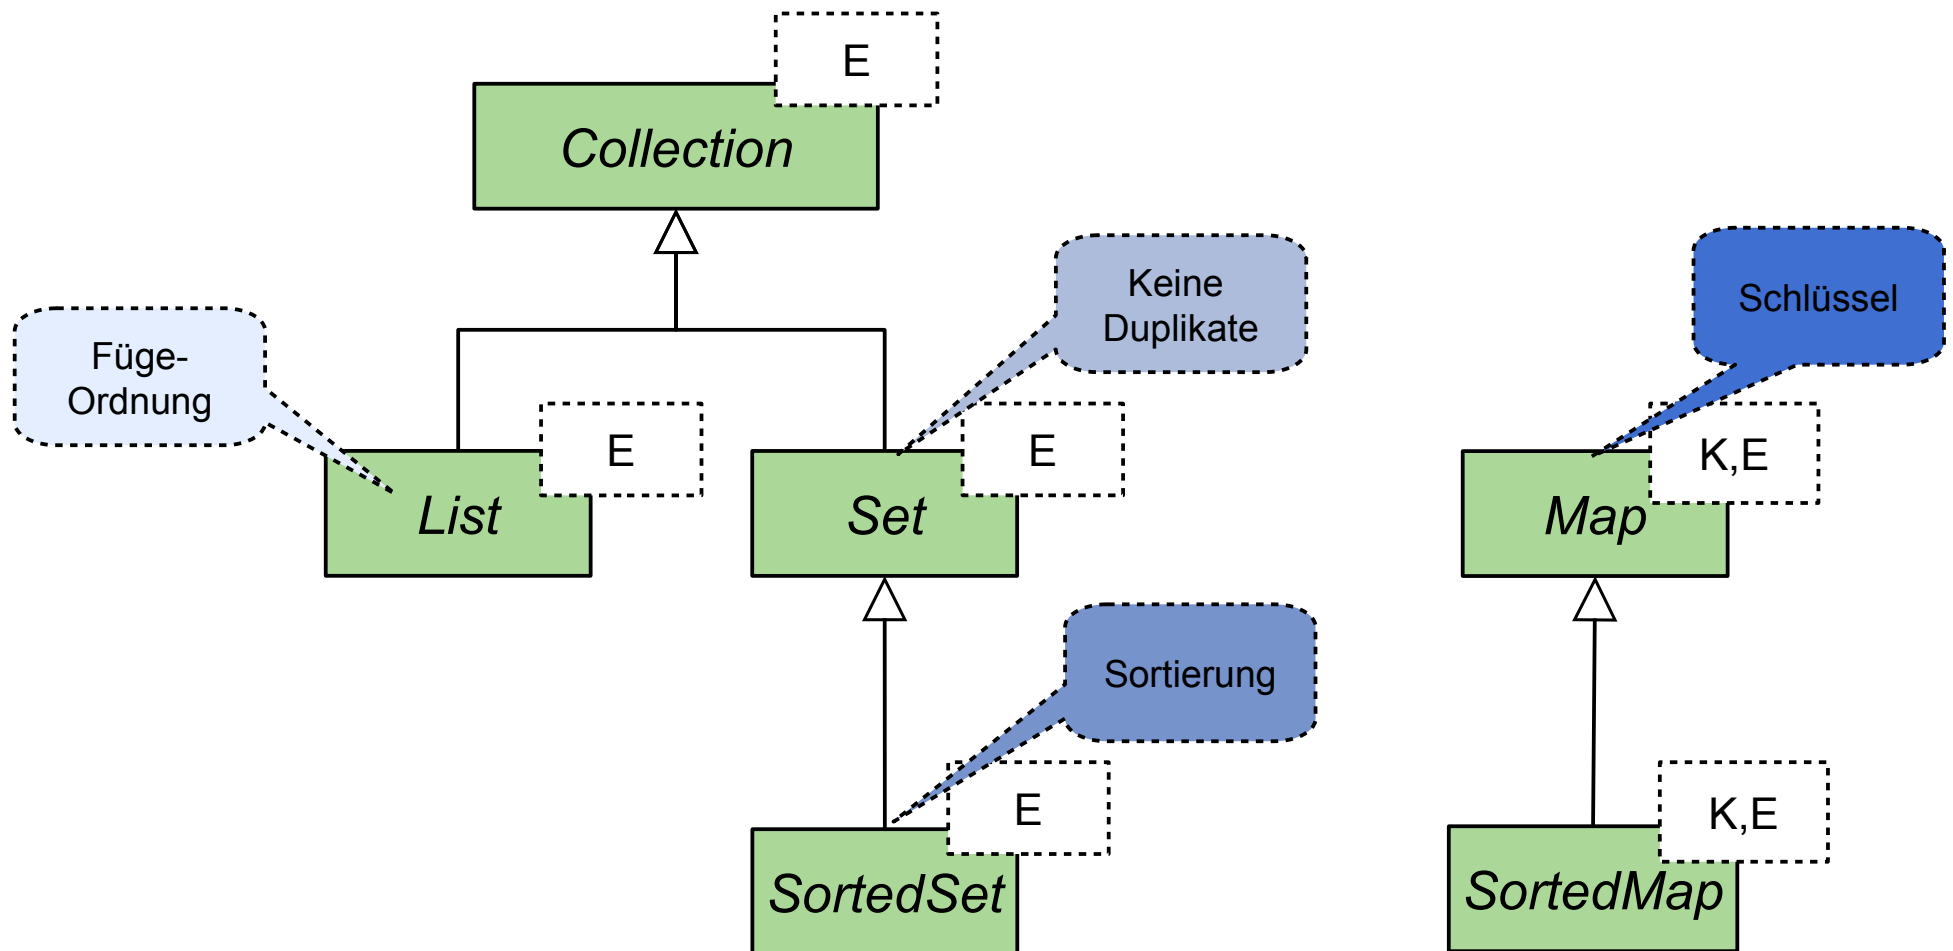 E
Collection
Keine
Duplikate
Schlüssel
Füge-
Ordnung
E
E
K,E
List
Set
Map
Sortierung
E
K,E
SortedSet
SortedMap